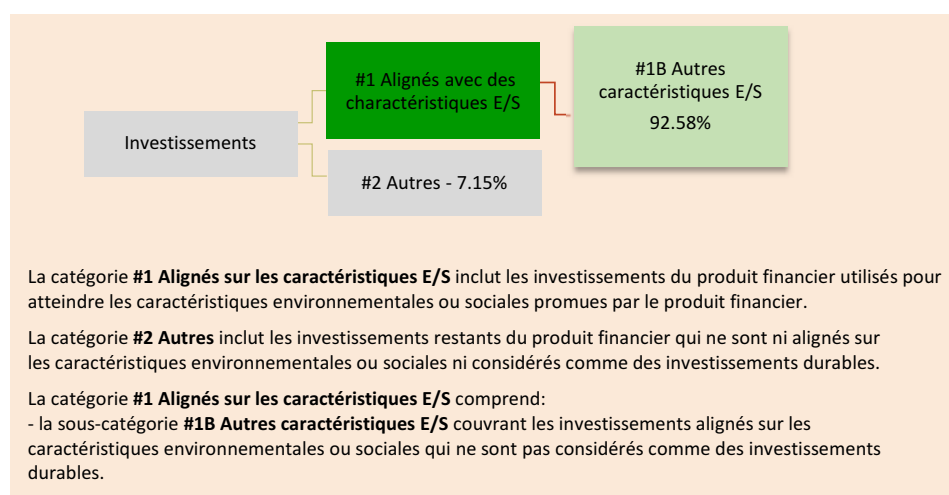 #1 Alignés avec des
charactéristiques E/S
#1B Autres
caractéristiques E/S
92.58%
Investissements
#2 Autres - 7.15%
La catégorie #1 Alignés sur les caractéristiques E/S inclut les investissements du produit financier utilisés pour
atteindre les caractéristiques environnementales ou sociales promues par le produit financier.
La catégorie #2 Autres inclut les investissements restants du produit financier qui ne sont ni alignés sur
les caractéristiques environnementales ou sociales ni considérés comme des investissements durables.
La catégorie #1 Alignés sur les caractéristiques E/S comprend:
- la sous-catégorie #1B Autres caractéristiques E/S couvrant les investissements alignés sur les
caractéristiques environnementales ou sociales qui ne sont pas considérés comme des investissements
durables.